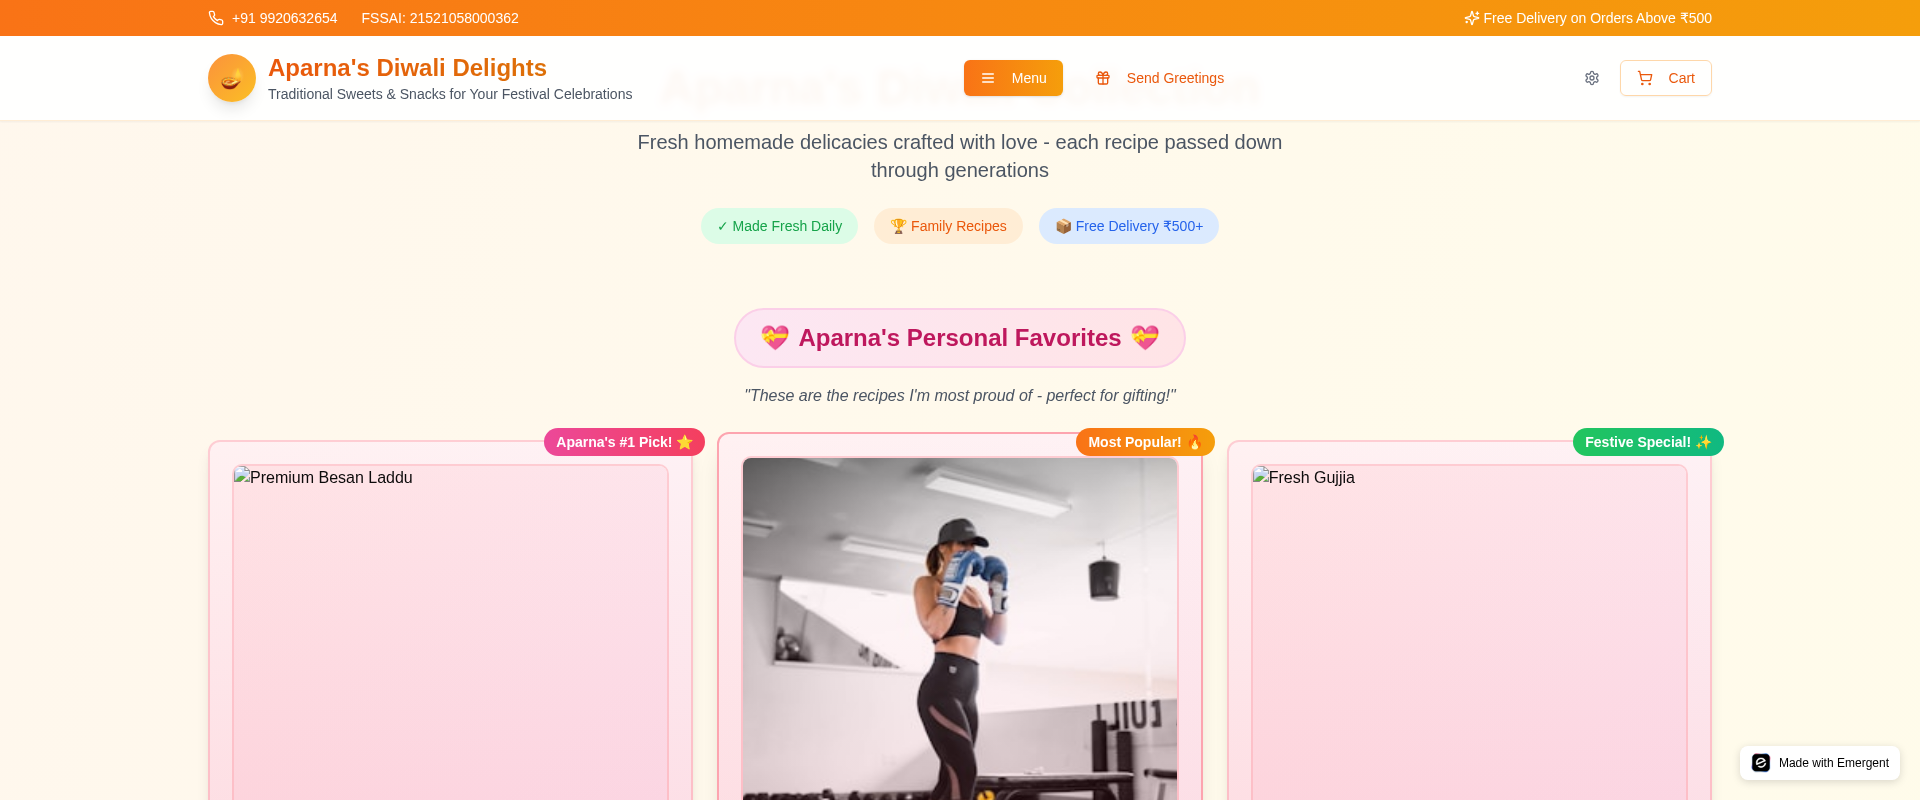 +91 9920632654
FSSAI: 21521058000362
Free Delivery on Orders Above ₹500
Aparna's Diwali Delights
Traditional Sweets & Snacks for Your Festival Celebrations
Menu
Send Greetings
Cart
Fresh homemade delicacies crafted with love - each recipe passed down
through generations
✓ Made Fresh Daily
🏆 Family Recipes
📦 Free Delivery ₹500+
💝 Aparna's Personal Favorites 💝
"These are the recipes I'm most proud of - perfect for gifting!"
Aparna's #1 Pick! ⭐
Most Popular! 🔥
Festive Special! ✨
Premium Besan Laddu
Fresh Gujjia
Made with Emergent